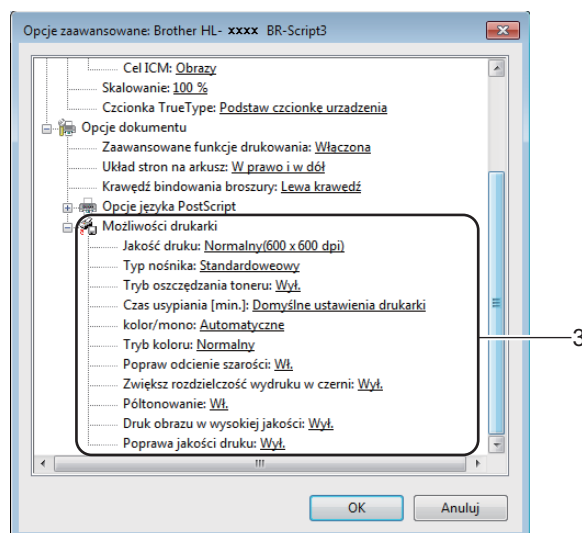 Opcje zaawansowane: Brother HL- xxxx BR-Script3
Cel ICM: Obrazy
Skalowanie: 100 %
Czcionka TrueType: Podstaw czcionkę urządzenia
Opcje dokumentu
Zaawansowane funkcje drukowania: Włączona
Układ stron na arkusz: W prawo i w dół
Krawędź bindowania broszury: Lewa krawedź
Opcje języka PostScript
Możliwości drukarki
Jakość druku: Normalny(600 x 600 dpi)
Typ nośnika: Standardoweowy
Tryb oszczędzania toneru: Wył.
Czas usypiania [min.]: Domyślne ustawienia drukarki
kolor/mono: Automatyczne
Tryb koloru: Normalny
Popraw odcienie szarości: Wł.
Zwiększ rozdzielczość wydruku w czerni: Wył.
Półtonowanie: Wł.
Druk obrazu w wysokiej jakości: Wył.
Poprawa jakości druku: Wył.
3
OK
Anuluj